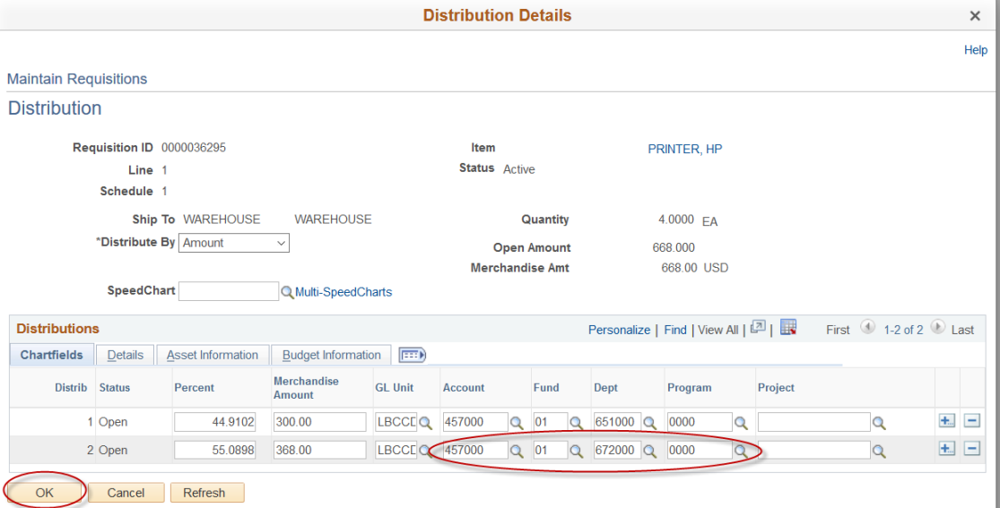 Distribution Details
Help
Maintain Requisitions
Distribution
Requisition ID 0000036295 Item PRINTER, HP
Line 1 Status Active
Schedule 1
Ship To WAREHOUSE WAREHOUSE Quantity 4.0000 EA
*Distribute By Amount Open Amount 668.000
Merchandise Amt 668.00 USD
SpeedChart Multi-SpeedCharts
Distributions Personalize | Find | View All | | First 1-2 of 2 Last
Chartfields Details Asset Information Budget Information
Distrib Status Percent Merchandise Amount GL Unit Account Fund Dept Program Project
1 Open 44.9102 300.00 LBCCD 457000 01 651000 0000
2 Open 55.0898 368.00 LBCCD 457000 01 672000 0000
OK Cancel Refresh